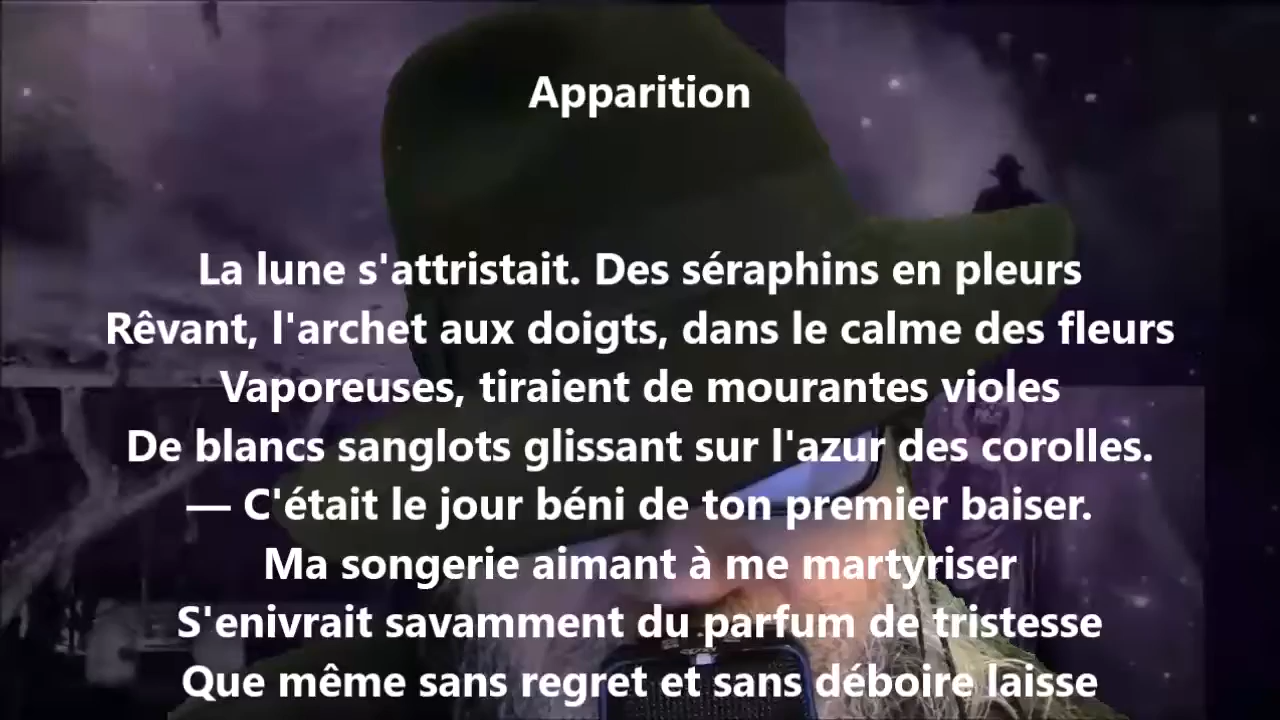 Apparition
La lune s'attristait. Des séraphins en pleurs
Rêvant, l'archet aux doigts, dans le calme des fleurs
Vaporeuses, tiraient de mourantes violes
De blancs sanglots glissant sur l'azur des corolles.
— C'était le jour béni de ton premier baiser.
Ma songerie aimant à me martyriser
S'enivrait savamment du parfum de tristesse
Que même sans regret et sans déboire laisse